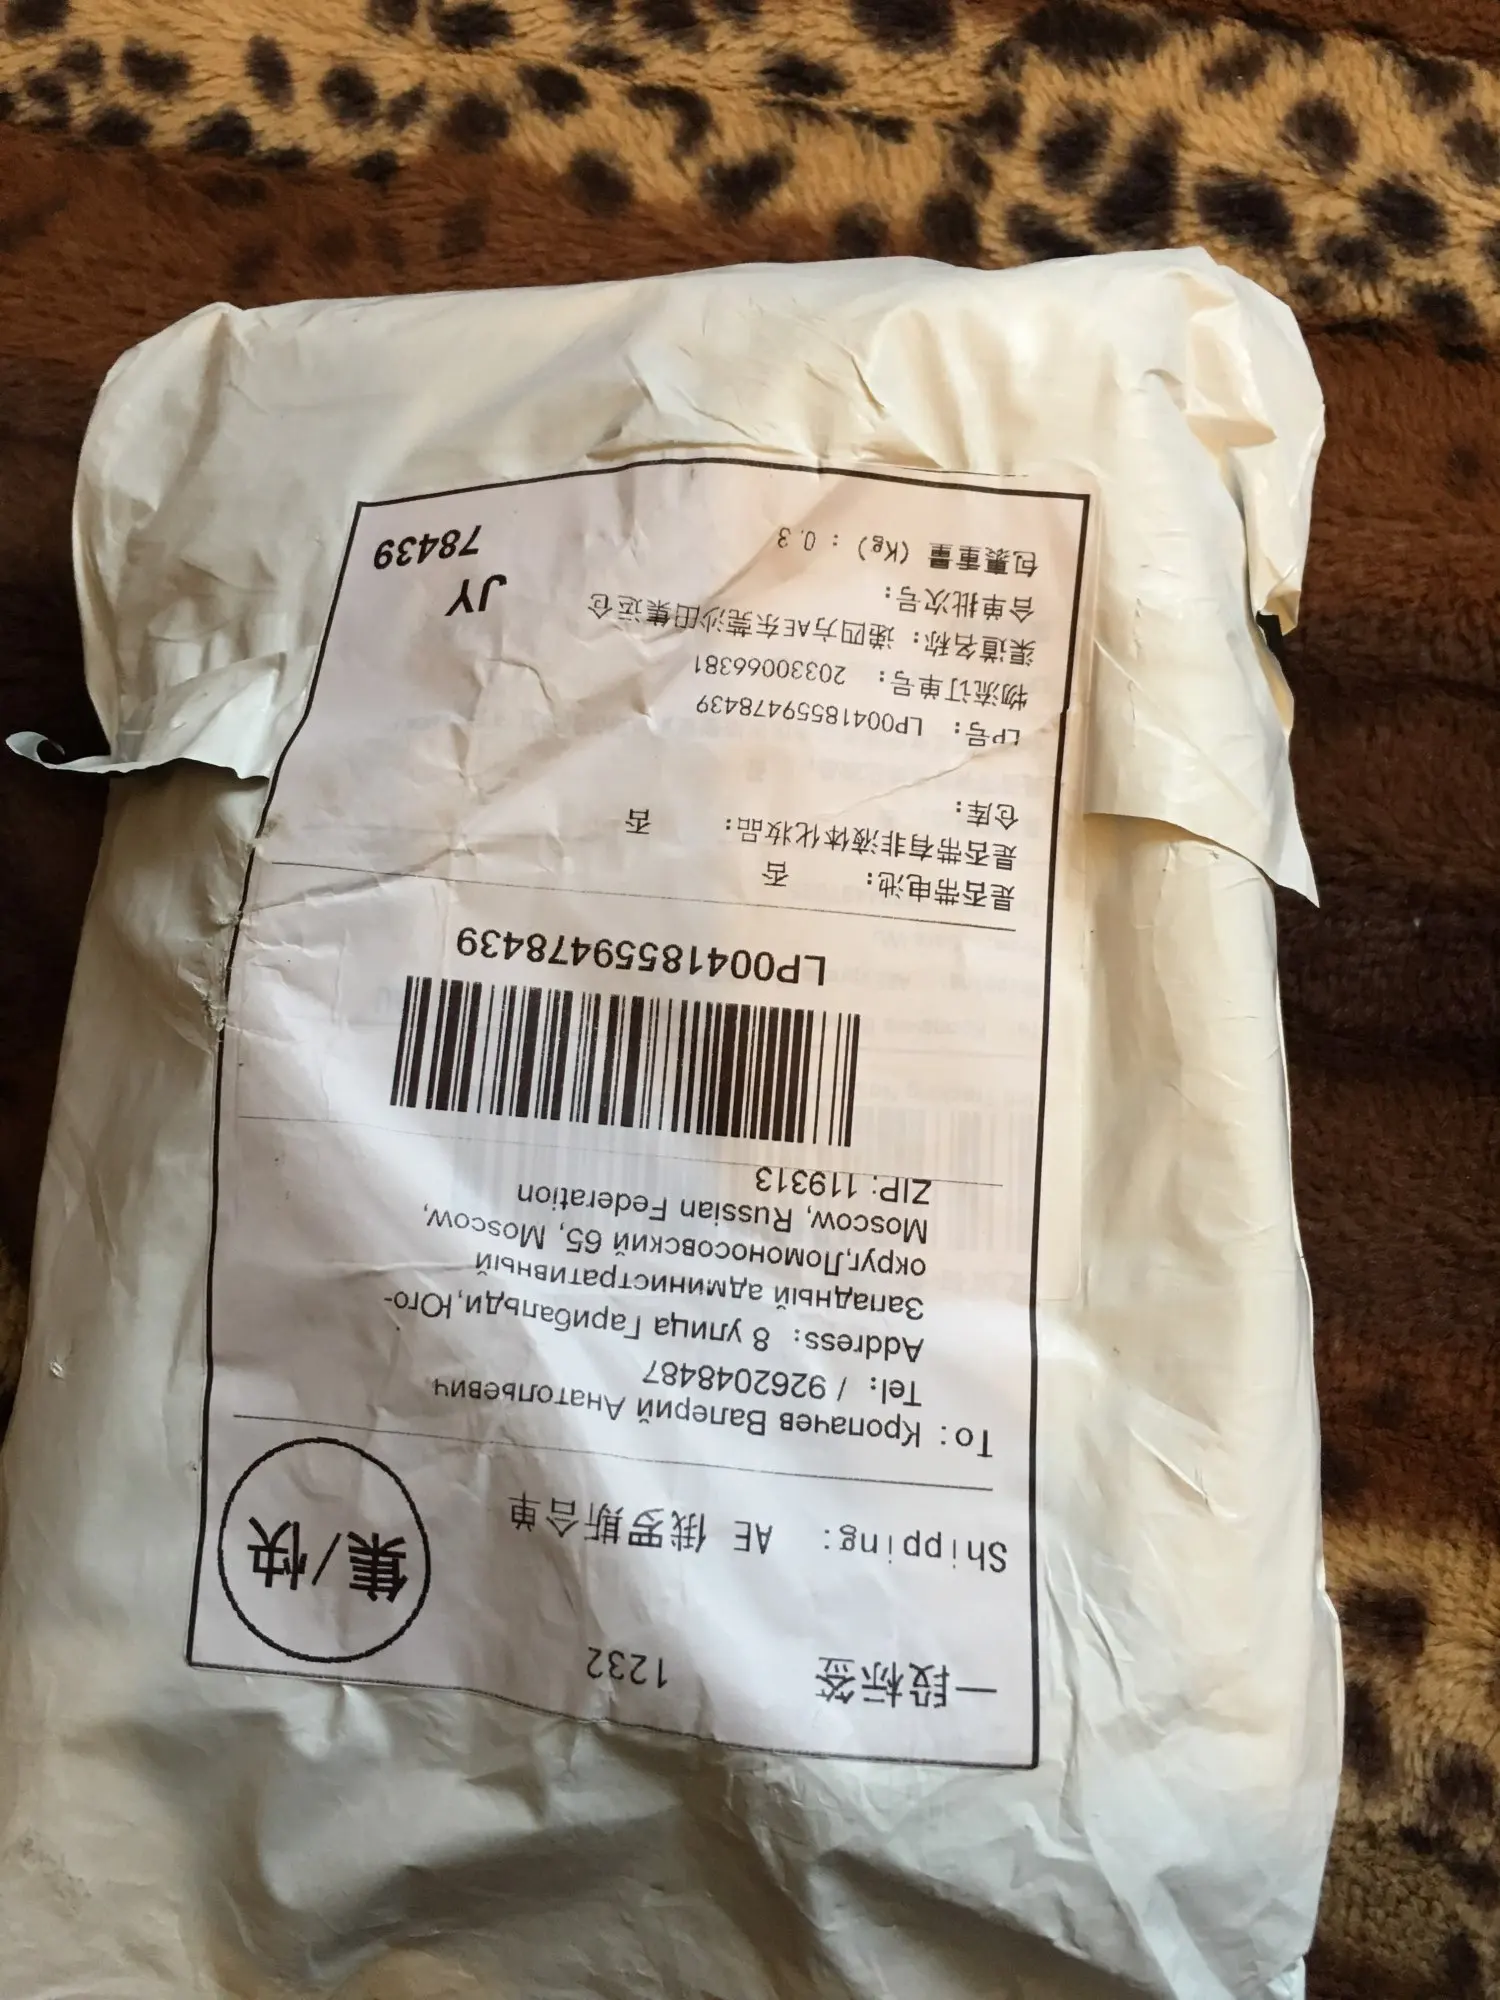 一段标签 1232
集/快
Shipping: AE 俄罗斯合单
To: Кропачев Валерий Анатольевич
Tel: / 9262048487
Address: 8 улица Гарибальди,Юго-
Западный административный
округ,Ломоносовский 65, Moscow,
Moscow, Russian Federation
ZIP: 119313
LP00418559478439
是否带电池: 否
是否带有非液体化妆品: 否
仓库:
LP号: LP00418559478439
物流订单号: 20330066381
渠道名称: 递四方AE东莞沙田集运仓
合单批次号:
包裹重量 (Kg) : 0.3
JY
78439